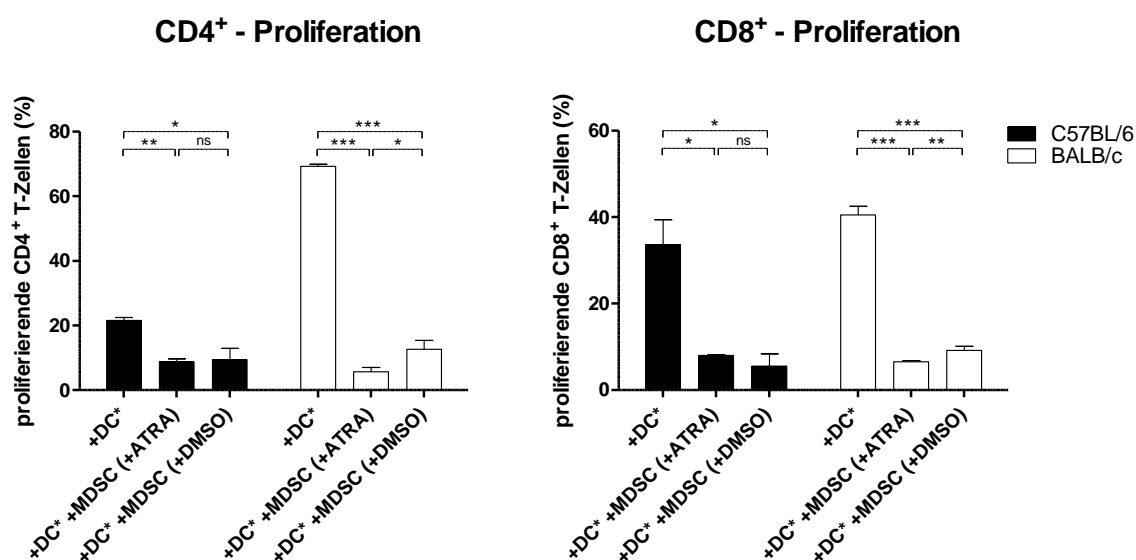 CD4⁺ - Proliferation
proliferierende CD4⁺ T-Zellen (%)
80
60
40
20
0
*
**
ns
***
***
*
+DC*
+DC* +MDSC (+ATRA)
+DC* +MDSC (+DMSO)
+DC*
+DC* +MDSC (+ATRA)
+DC* +MDSC (+DMSO)
CD8⁺ - Proliferation
proliferierende CD8⁺ T-Zellen (%)
60
40
20
0
*
*
ns
***
***
**
+DC*
+DC* +MDSC (+ATRA)
+DC* +MDSC (+DMSO)
+DC*
+DC* +MDSC (+ATRA)
+DC* +MDSC (+DMSO)
C57BL/6
BALB/c